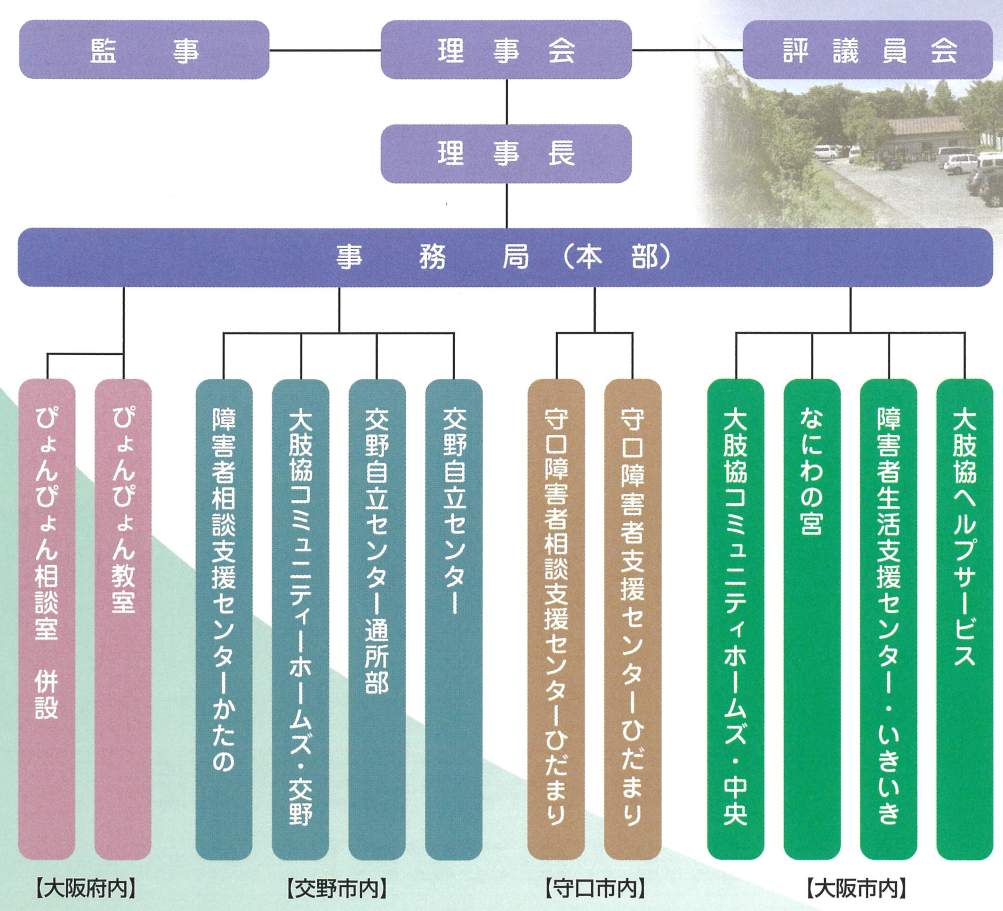 監事
理事会
評議員会
理事長
事務局（本部）
ぴょんぴょん相談室　併設
ぴょんぴょん教室
障害者相談支援センターかたの
大肢協コミュニティーホームズ・交野
交野自立センター通所部
交野自立センター
守口障害者相談支援センターひだまり
守口障害者支援センターひだまり
大肢協コミュニティホームズ・中央
なにわの宮
障害者生活支援センター・いきいき
大肢協ヘルプサービス
【大阪府内】
【交野市内】
【守口市内】
【大阪市内】